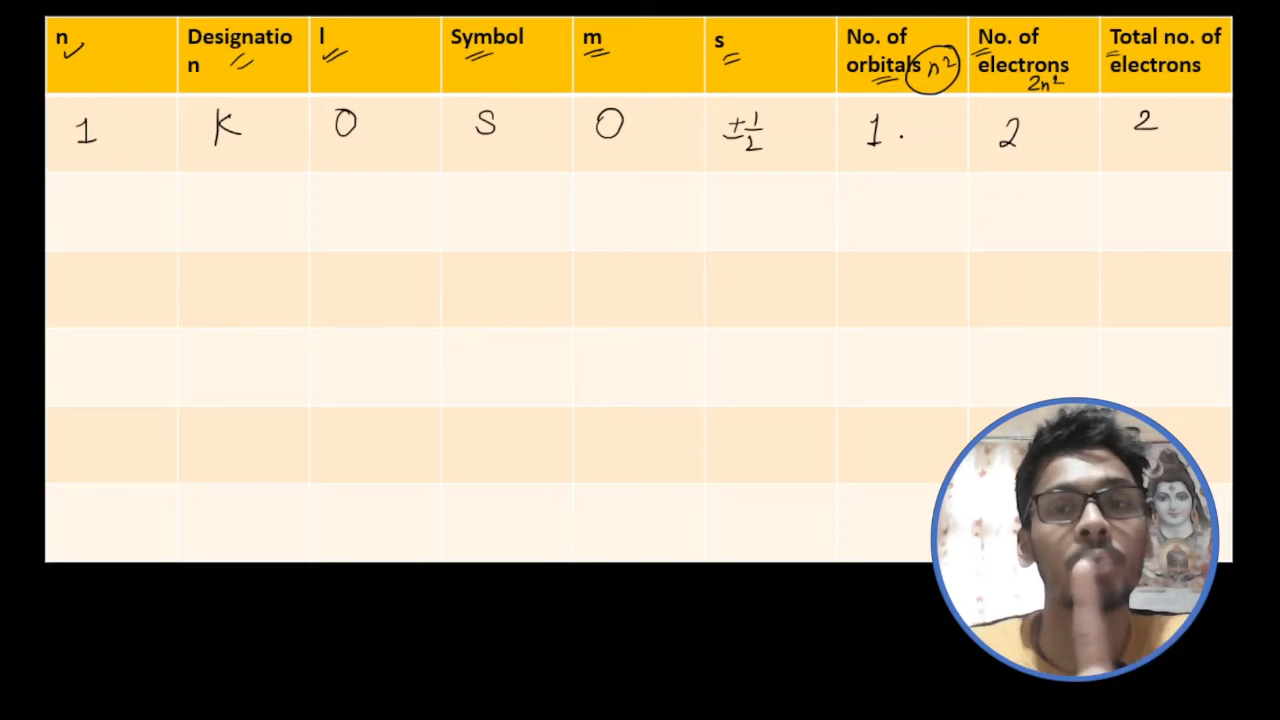 n Designatio l Symbol m s No. of No. of Total no. of
n orbitals n² electrons electrons
2n²
1 K 0 S 0 ±1/2 1. 2 2